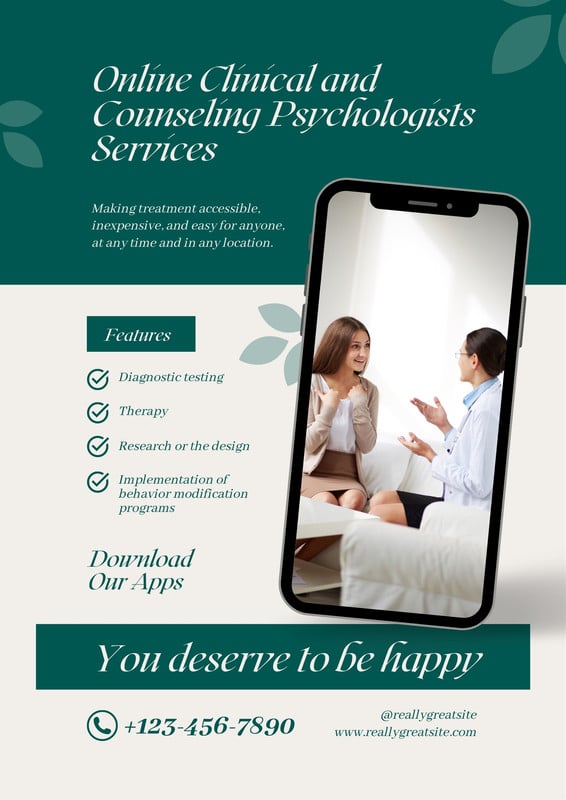 Online Clinical and
Counseling Psychologists
Services
Making treatment accessible,
inexpensive, and easy for anyone,
at any time and in any location.
Features
Diagnostic testing
Therapy
Research or the design
Implementation of
behavior modification
programs
Download
Our Apps
You deserve to be happy
+123-456-7890
@reallygreatsite
www.reallygreatsite.com